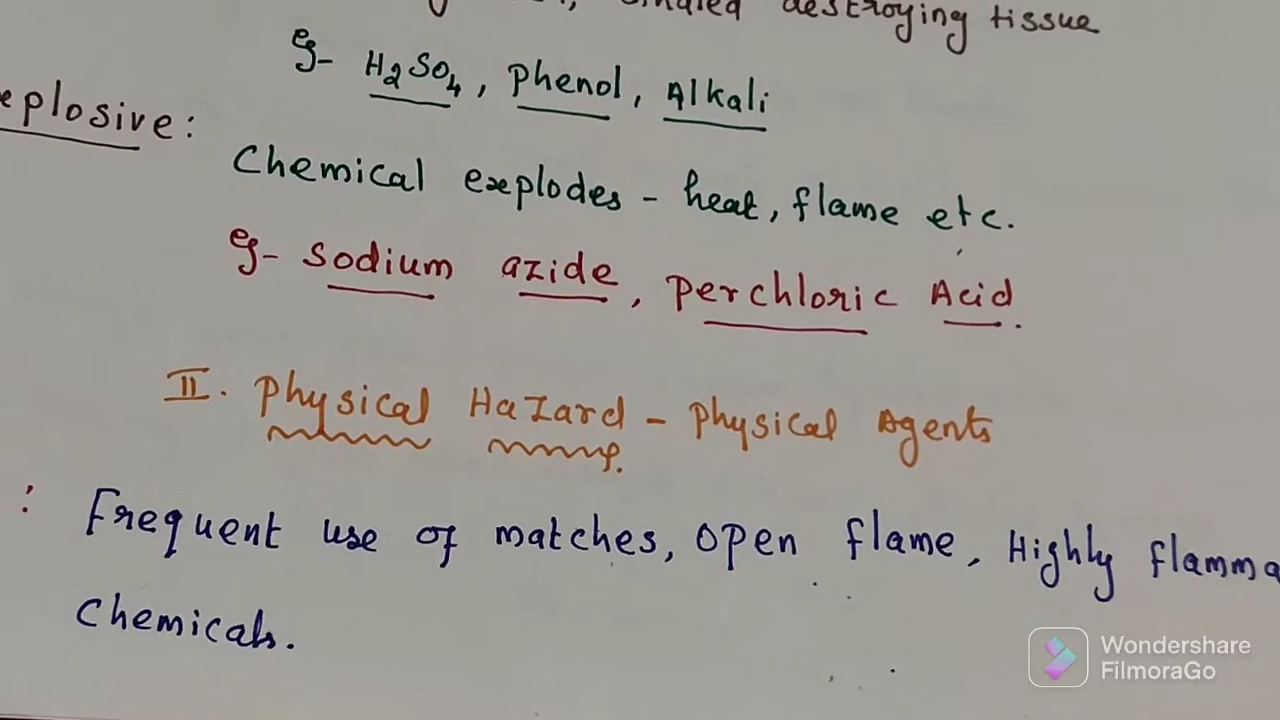 destroying tissue
eg- H2SO4, Phenol, Alkali
explosive:
Chemical explodes - heat, flame etc.
eg- Sodium azide, Perchloric Acid.
II. Physical Hazard - Physical Agents
: Frequent use of matches, Open flame, Highly flamma
Chemicals.
Wondershare
FilmoraGo